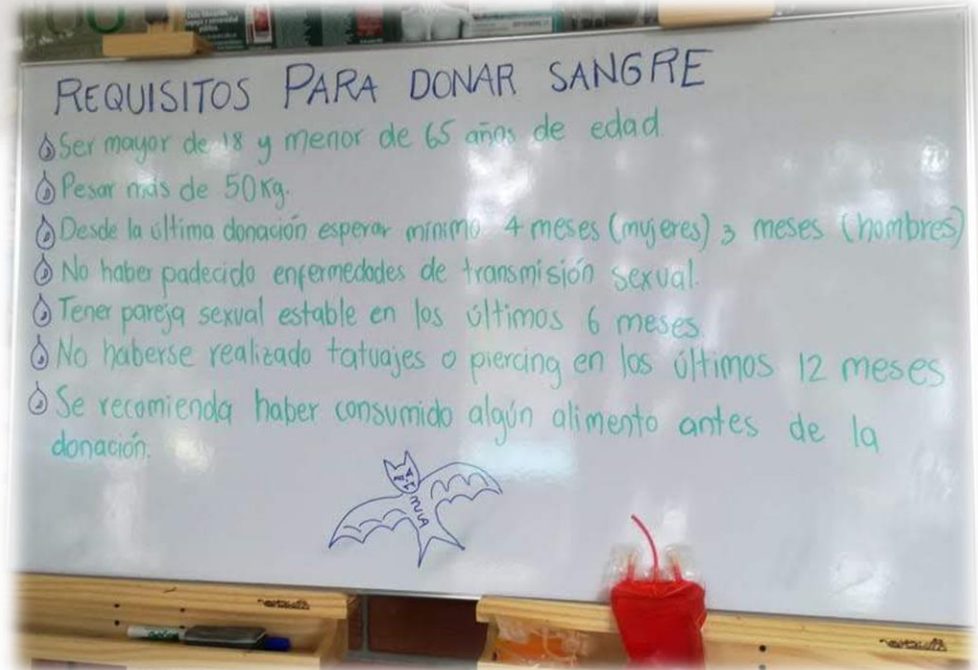 REQUISITOS PARA DONAR SANGRE
Ser mayor de 18 y menor de 65 años de edad
Pesar más de 50Kg.
Desde la última donación esperar mínimo 4 meses (mujeres) 3 meses (hombres)
No haber padecido enfermedades de transmisión sexual.
Tener pareja sexual estable en los últimos 6 meses.
No haberse realizado tatuajes o piercing en los últimos 12 meses
Se recomienda haber consumido algún alimento antes de la
donación.